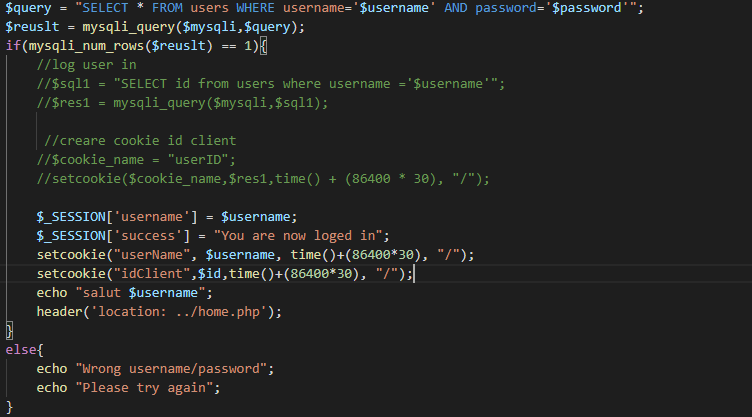 $query = "SELECT * FROM users WHERE username='$username' AND password='$password'";
$reuslt = mysqli_query($mysqli,$query);
if(mysqli_num_rows($reuslt) == 1){
//log user in
//$sql1 = "SELECT id from users where username ='$username'";
//$res1 = mysqli_query($mysqli,$sql1);
//creare cookie id client
//$cookie_name = "userID";
//setcookie($cookie_name,$res1,time() + (86400 * 30), "/");
$_SESSION['username'] = $username;
$_SESSION['success'] = "You are now loged in";
setcookie("userName", $username, time()+(86400*30), "/");
setcookie("idClient",$id,time()+(86400*30), "/");
echo "salut $username";
header('location: ../home.php');
}
else{
echo "Wrong username/password";
echo "Please try again";
}